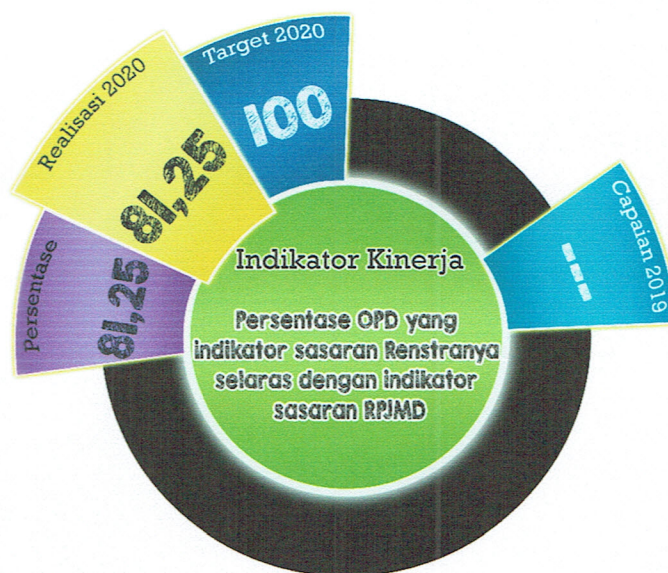 Target 2020
100
Realisasi 2020
81,25
Persentase
81,25
Capaian 2019
---
Indikator Kinerja
Persentase OPD yang
indikator sasaran Renstranya
selaras dengan indikator
sasaran RPJMD